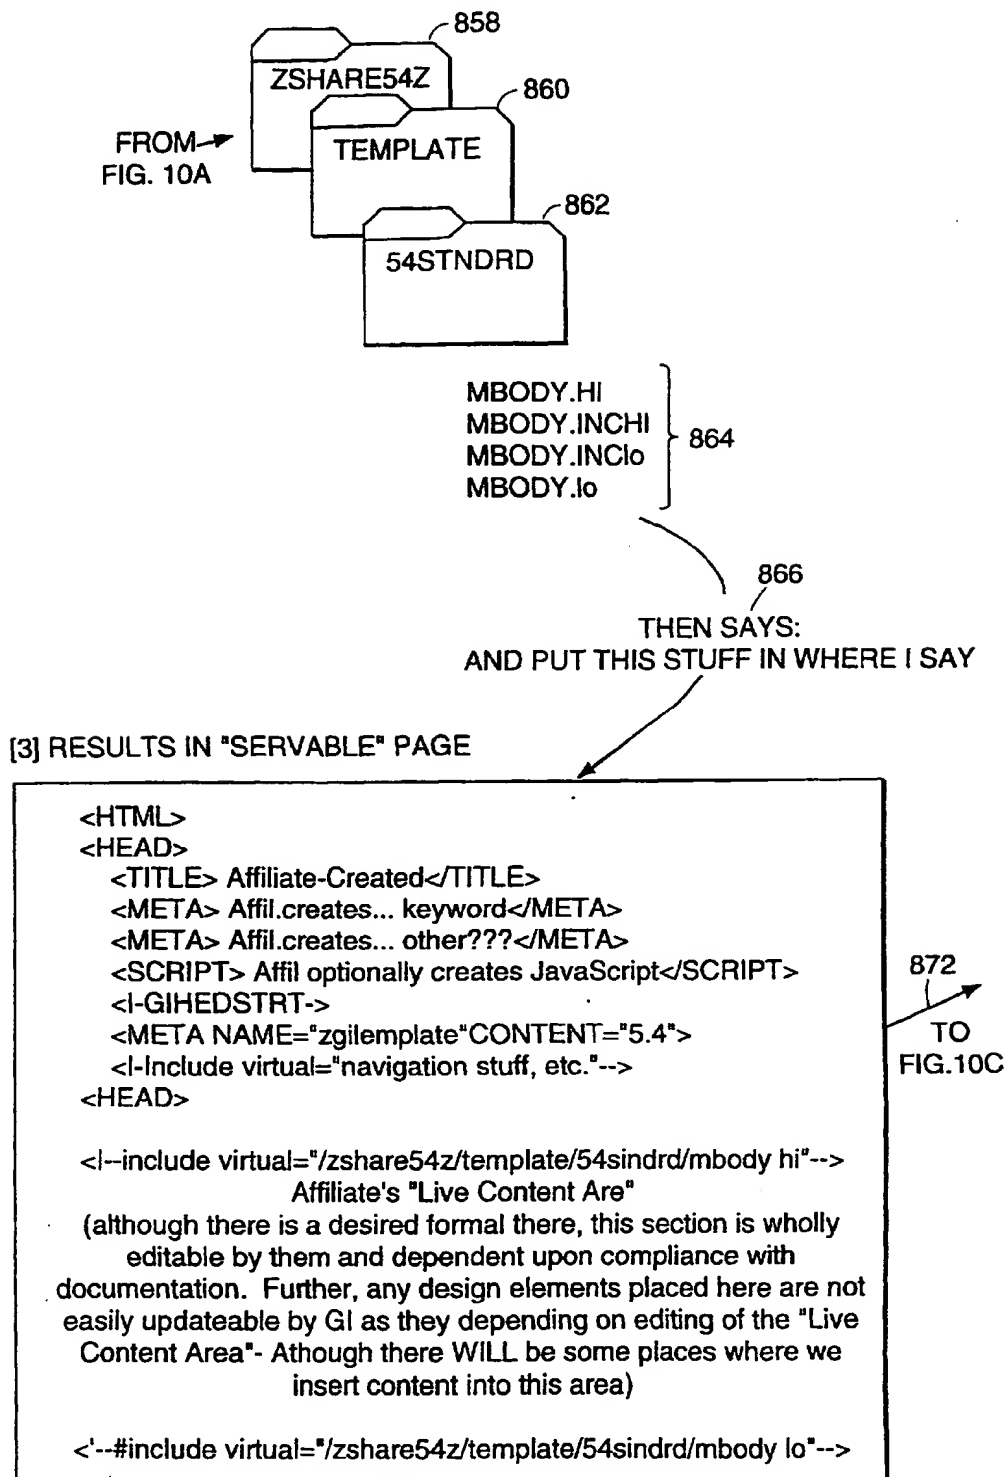 858
ZSHARE54Z
860
FROM
FIG. 10A
TEMPLATE
862
54STNDRD
MBODY.HI
MBODY.INCHI
MBODY.INClo
MBODY.lo
864
866
THEN SAYS:
AND PUT THIS STUFF IN WHERE I SAY
[3] RESULTS IN "SERVABLE" PAGE
<HTML>
<HEAD>
<TITLE> Affiliate-Created</TITLE>
<META> Affil.creates... keyword</META>
<META> Affil.creates... other???</META>
<SCRIPT> Affil optionally creates JavaScript</SCRIPT>
<I-GIHEDSTRT->
<META NAME="zgilemplate"CONTENT="5.4">
<I-Include virtual="navigation stuff, etc."-->
<HEAD>
872
TO
FIG.10C
<I--include virtual="/zshare54z/template/54sindrd/mbody hi"-->
Affiliate's "Live Content Are"
(although there is a desired formal there, this section is wholly
editable by them and dependent upon compliance with
documentation. Further, any design elements placed here are not
easily updateable by GI as they depending on editing of the "Live
Content Area"- Athough there WILL be some places where we
insert content into this area)
<'--#include virtual="/zshare54z/template/54sindrd/mbody lo"-->